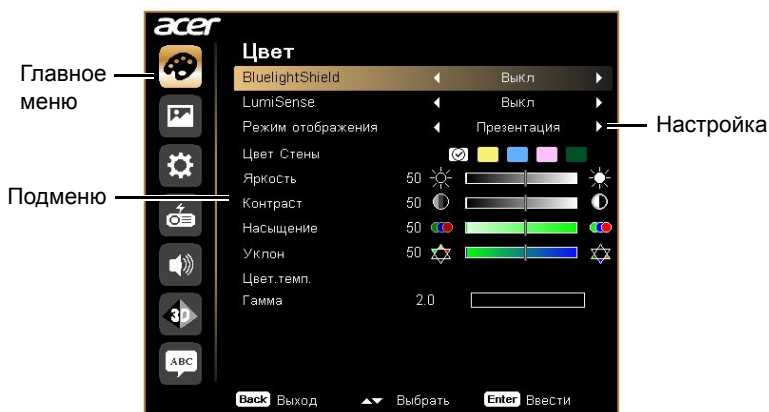 acer
Цвет
Главное меню
BluelightShield Выкл
LumiSense Выкл
Режим отображения Презентация
Настройка
Цвет Стены
Яркость 50
Подменю
Контраст 50
Насыщение 50
Уклон 50
Цвет.темп.
Гамма 2.0
3D
ABC
Back Выход Выбрать Enter Ввести